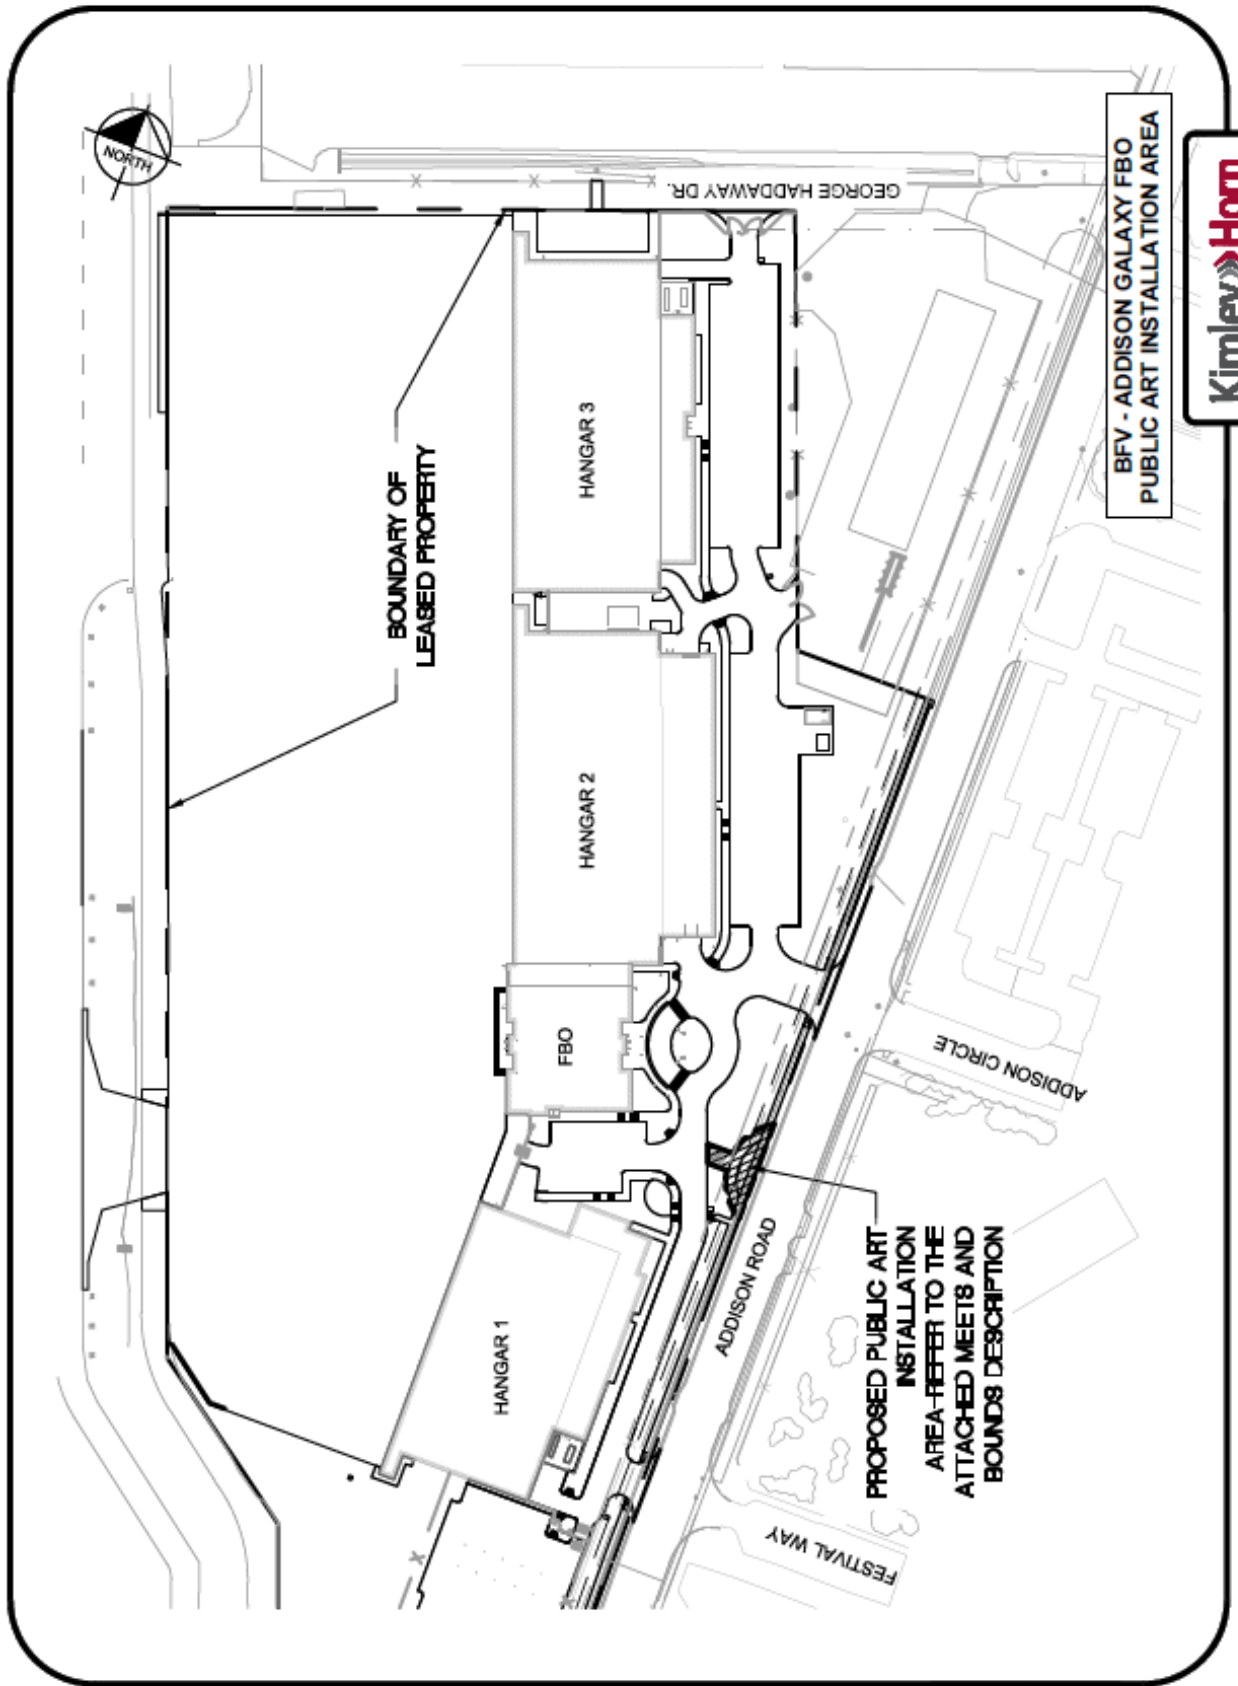 NORTH
BOUNDARY OF
LEASED PROPERTY
GEORGE HADDAWAY DR.
HANGAR 3
HANGAR 2
FBO
HANGAR 1
ADDISON ROAD
ADDISON CIRCLE
FESTIVAL WAY
PROPOSED PUBLIC ART
INSTALLATION
AREA-REFER TO THE
ATTACHED MEETS AND
BOUNDS DESCRIPTION
BFV - ADDISON GALAXY FBO
PUBLIC ART INSTALLATION AREA
Kimley»Horn